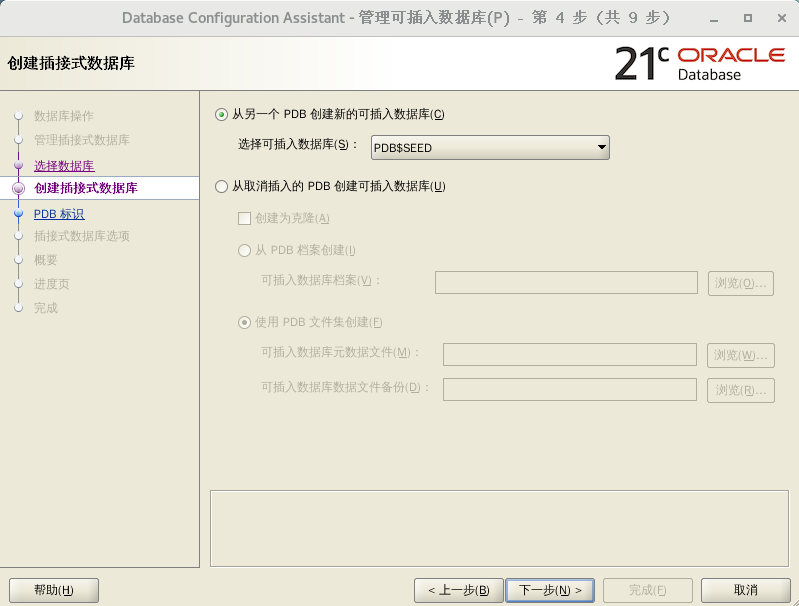 Database Configuration Assistant - 管理可插入数据库(P) - 第 4 步（共 9 步）
创建插接式数据库
21c ORACLE
Database
数据库操作
管理插接式数据库
选择数据库
创建插接式数据库
PDB 标识
插接式数据库选项
概要
进度页
完成
从另一个 PDB 创建新的可插入数据库(C)
选择可插入数据库(S)： PDB$SEED
从取消插入的 PDB 创建可插入数据库(U)
创建为克隆(A)
从 PDB 档案创建(I)
可插入数据库档案(V)： 浏览(O)...
使用 PDB 文件集创建(F)
可插入数据库元数据文件(M)： 浏览(W)...
可插入数据库数据文件备份(D)： 浏览(R)...
帮助(H) < 上一步(B) 下一步(N) > 完成(F) 取消